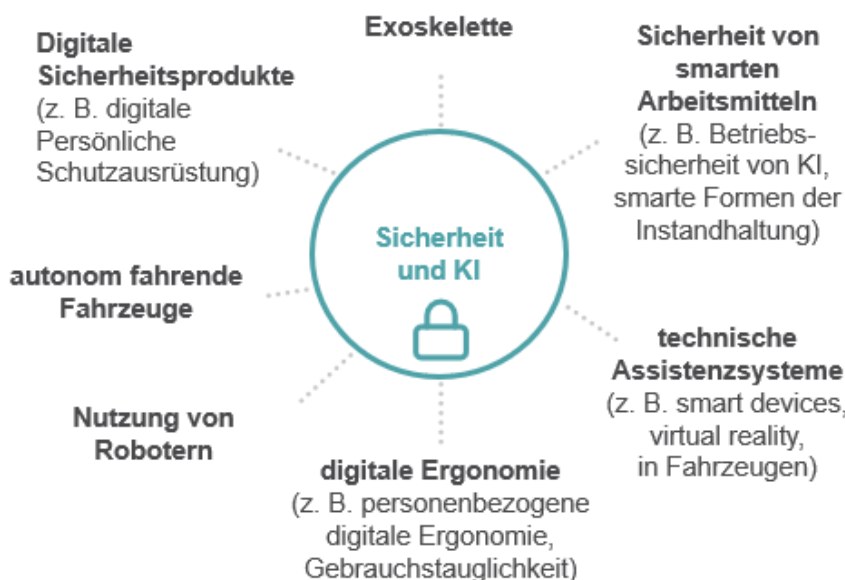 Exoskelette
Digitale
Sicherheitsprodukte
(z. B. digitale
Persönliche
Schutzausrüstung)
Sicherheit von
smarten
Arbeitsmitteln
(z. B. Betriebs-
sicherheit von KI,
smarte Formen der
Instandhaltung)
Sicherheit
und KI
autonom fahrende
Fahrzeuge
technische
Assistenzsysteme
(z. B. smart devices,
virtual reality,
in Fahrzeugen)
Nutzung von
Robotern
digitale Ergonomie
(z. B. personenbezogene
digitale Ergonomie,
Gebrauchstauglichkeit)